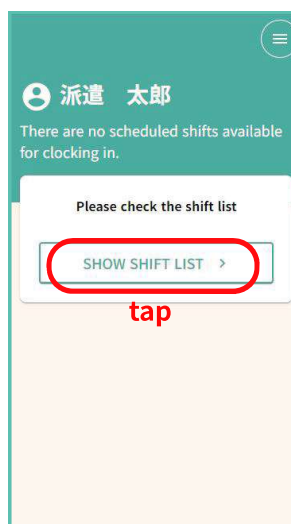 派遣　太郎
There are no scheduled shifts available
for clocking in.
Please check the shift list
SHOW SHIFT LIST >
tap